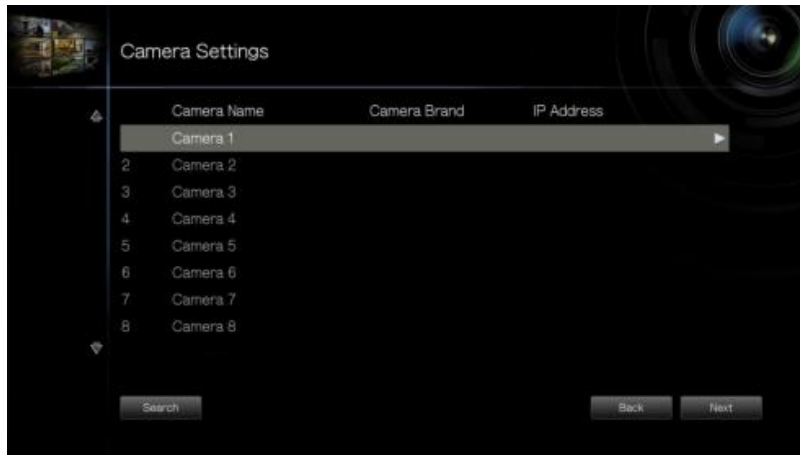 Camera Settings
Camera Name Camera Brand IP Address
Camera 1
2 Camera 2
3 Camera 3
4 Camera 4
5 Camera 5
6 Camera 6
7 Camera 7
8 Camera 8
Search Back Next